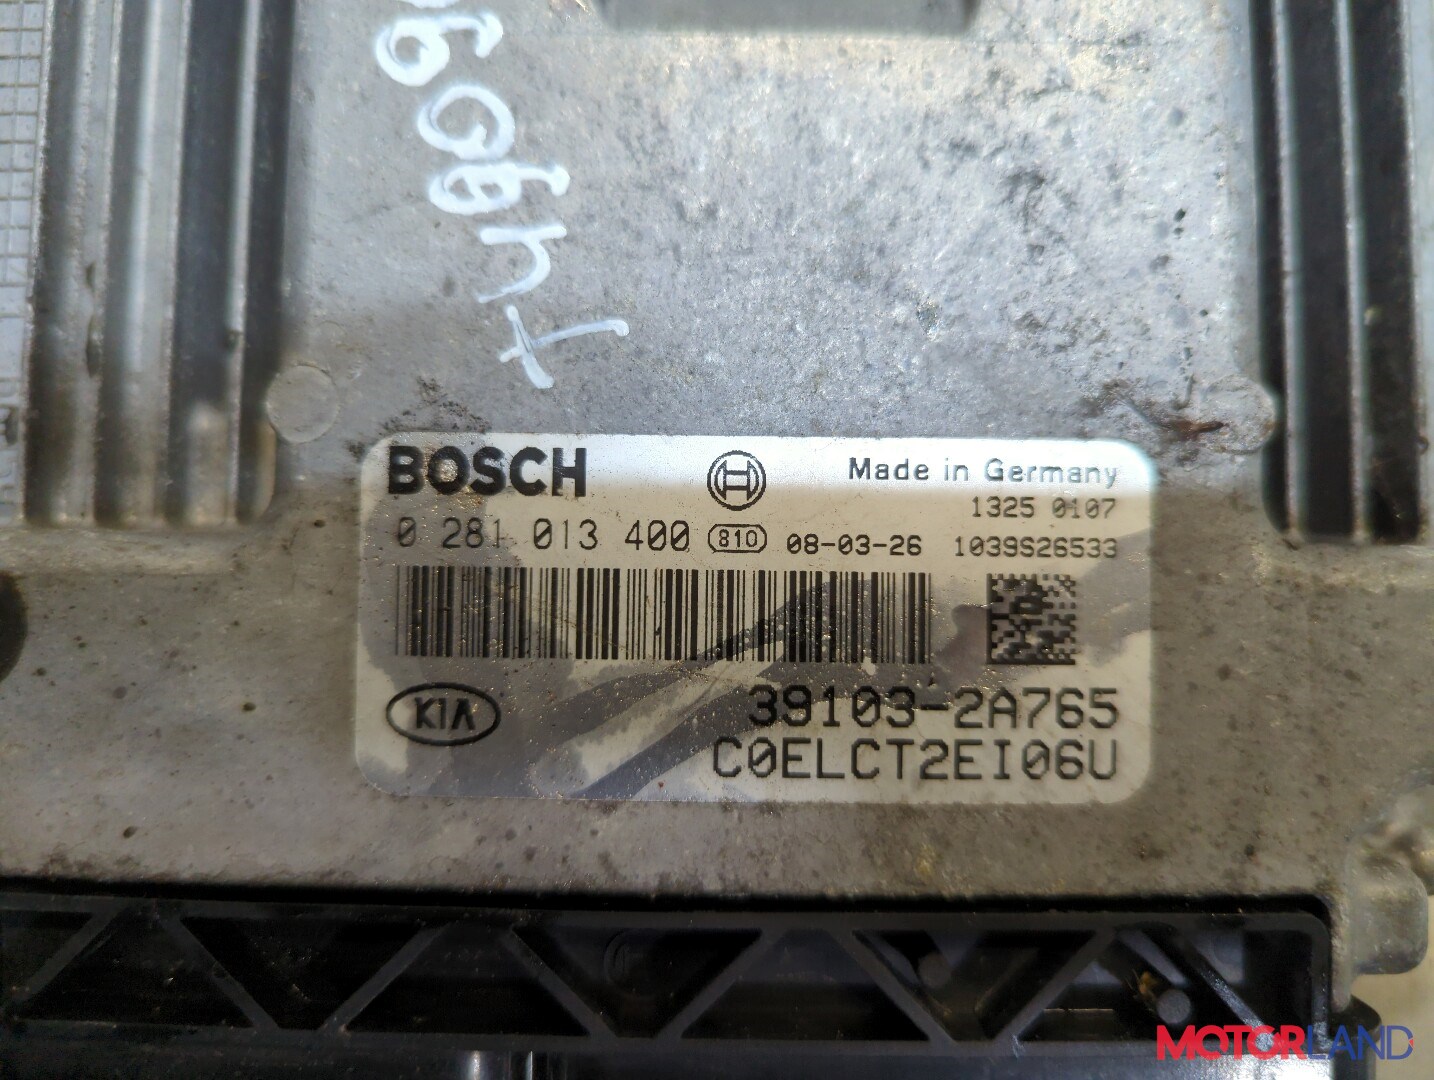 BOSCH
Made in Germany
1325 0107
0 281 013 400 810 08-03-26 1039S26533
KIA
39103-2A765
C0ELCT2EI06U
MOTORLAND